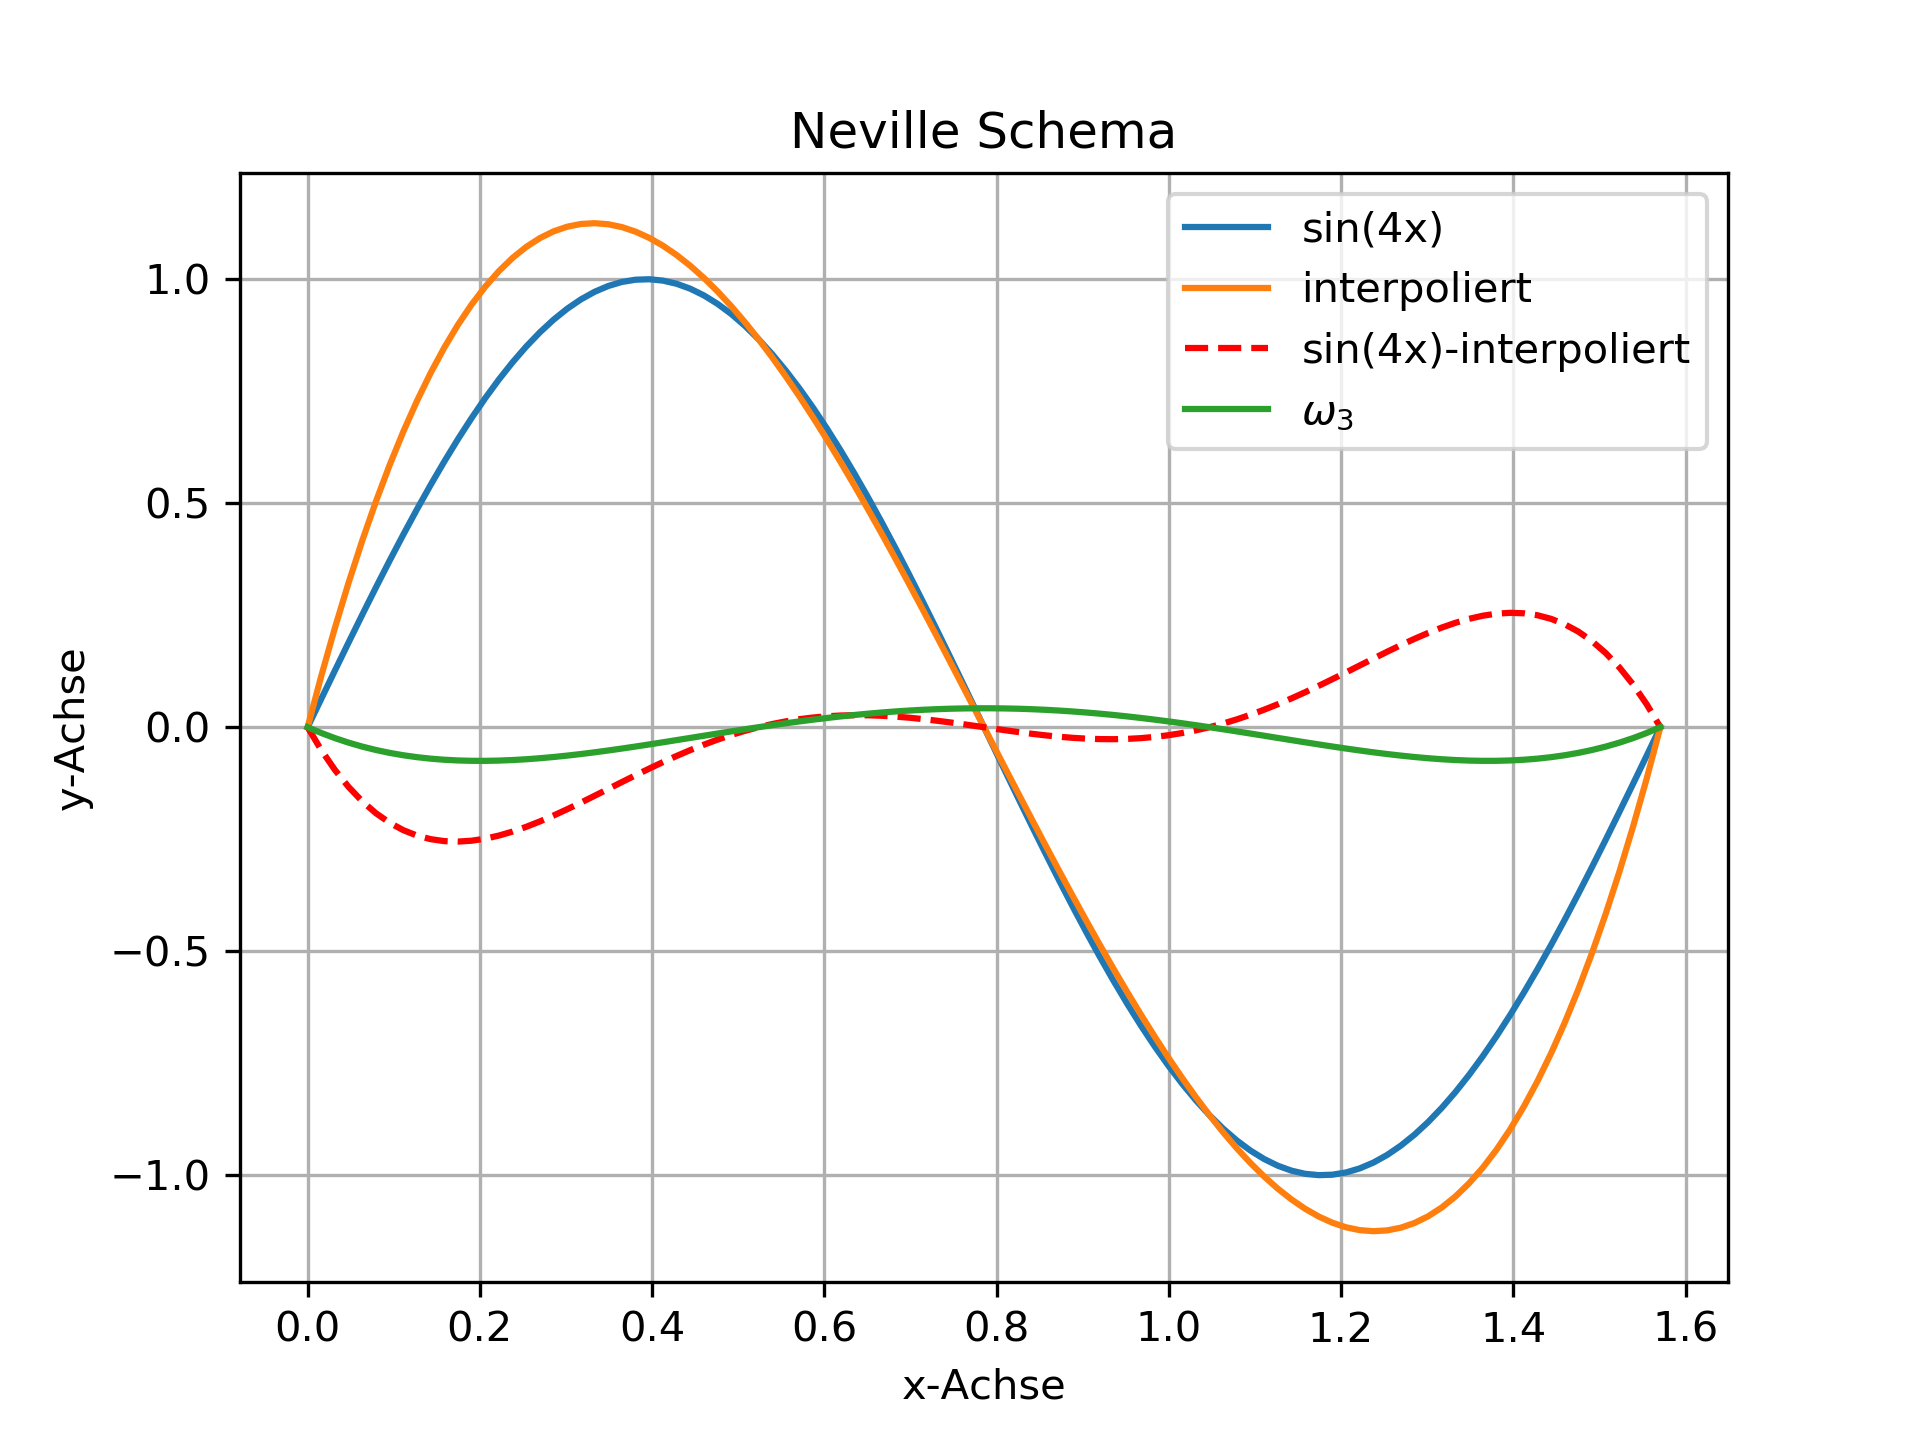 Neville Schema
sin(4x)
interpoliert
sin(4x)-interpoliert
ω₃
1.0
0.5
0.0
−0.5
−1.0
y-Achse
0.0 0.2 0.4 0.6 0.8 1.0 1.2 1.4 1.6
x-Achse